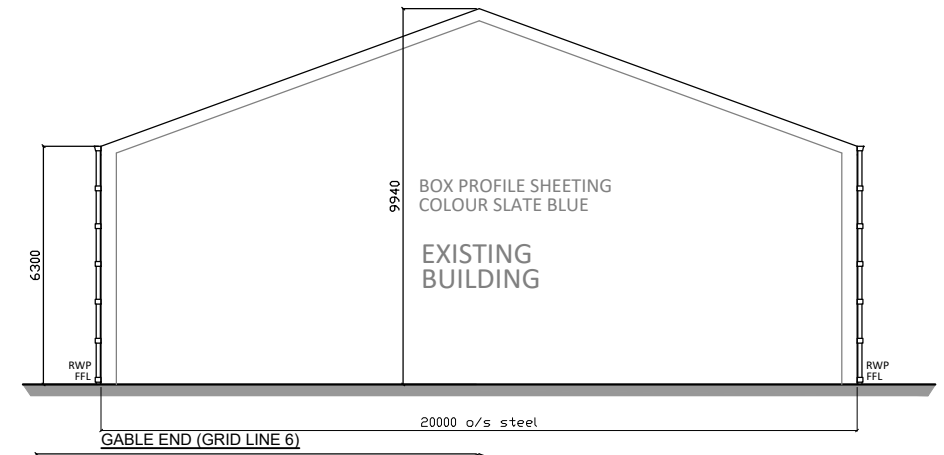 9940
BOX PROFILE SHEETING
COLOUR SLATE BLUE
EXISTING
BUILDING
6300
RWP
FFL
RWP
FFL
20000 o/s steel
GABLE END (GRID LINE 6)